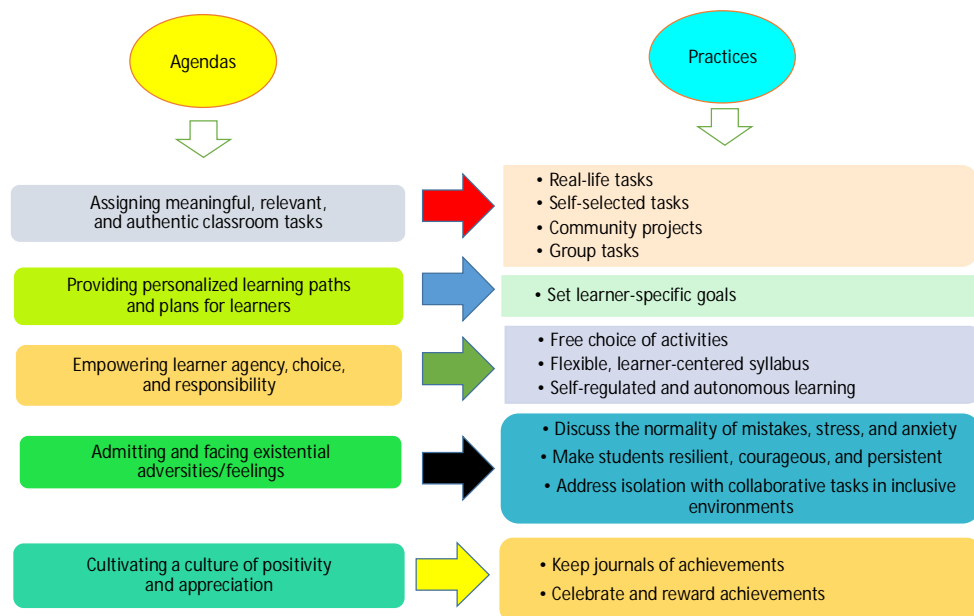 Agendas
Practices
Assigning meaningful, relevant,
and authentic classroom tasks
• Real-life tasks
• Self-selected tasks
• Community projects
• Group tasks
Providing personalized learning paths
and plans for learners
• Set learner-specific goals
Empowering learner agency, choice,
and responsibility
• Free choice of activities
• Flexible, learner-centered syllabus
• Self-regulated and autonomous learning
Admitting and facing existential
adversities/feelings
• Discuss the normality of mistakes, stress, and anxiety
• Make students resilient, courageous, and persistent
• Address isolation with collaborative tasks in inclusive
environments
Cultivating a culture of positivity
and appreciation
• Keep journals of achievements
• Celebrate and reward achievements